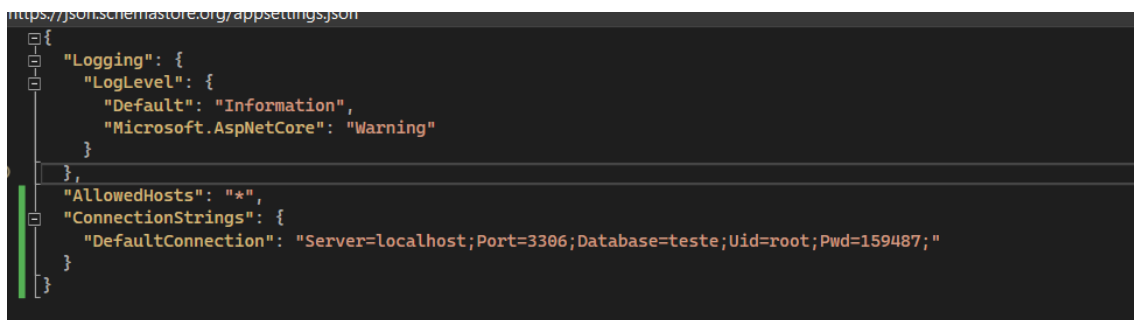 https://json.schemastore.org/appsettings.json
{
"Logging": {
"LogLevel": {
"Default": "Information",
"Microsoft.AspNetCore": "Warning"
}
},
"AllowedHosts": "*",
"ConnectionStrings": {
"DefaultConnection": "Server=localhost;Port=3306;Database=teste;Uid=root;Pwd=159487;"
}
}